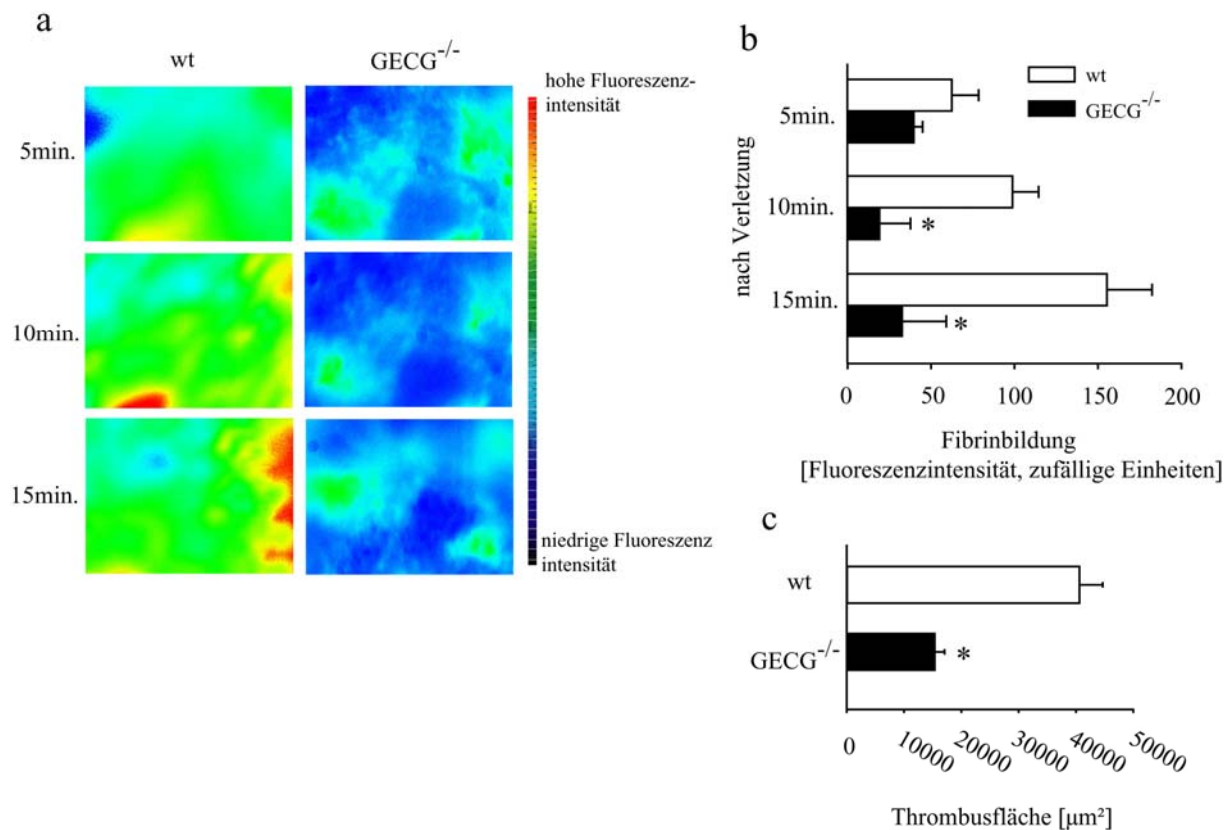 a
wt
GECG-/-
5min.
10min.
15min.
hohe Fluoreszenz-
intensität
niedrige Fluoreszenz
intensität
b
wt
GECG-/-
nach Verletzung
5min.
10min.
*
15min.
*
0 50 100 150 200
Fibrinbildung
[Fluoreszenzintensität, zufällige Einheiten]
c
wt
GECG-/-
*
0 10000 20000 30000 40000 50000
Thrombusfläche [µm²]